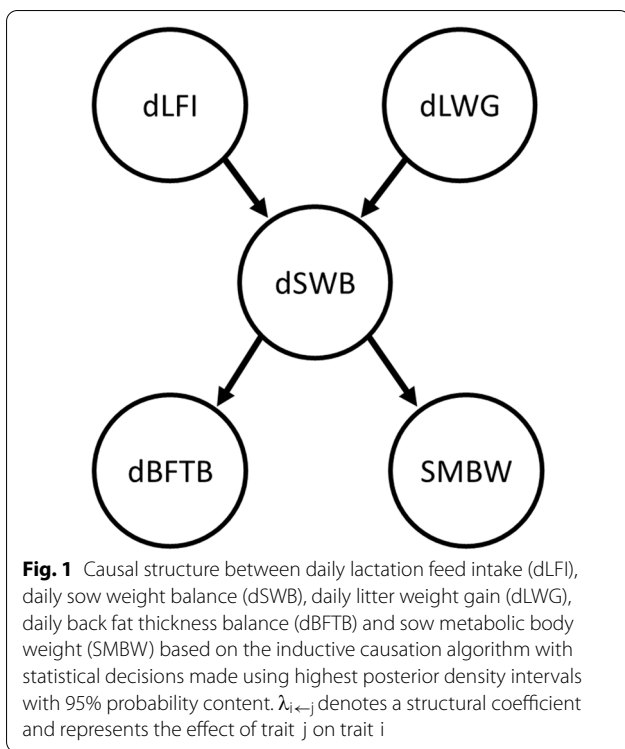 dLFI
dLWG
dSWB
dBFTB
SMBW
Fig. 1 Causal structure between daily lactation feed intake (dLFI),
daily sow weight balance (dSWB), daily litter weight gain (dLWG),
daily back fat thickness balance (dBFTB) and sow metabolic body
weight (SMBW) based on the inductive causation algorithm with
statistical decisions made using highest posterior density intervals
with 95% probability content. λi←j denotes a structural coefficient
and represents the effect of trait j on trait i